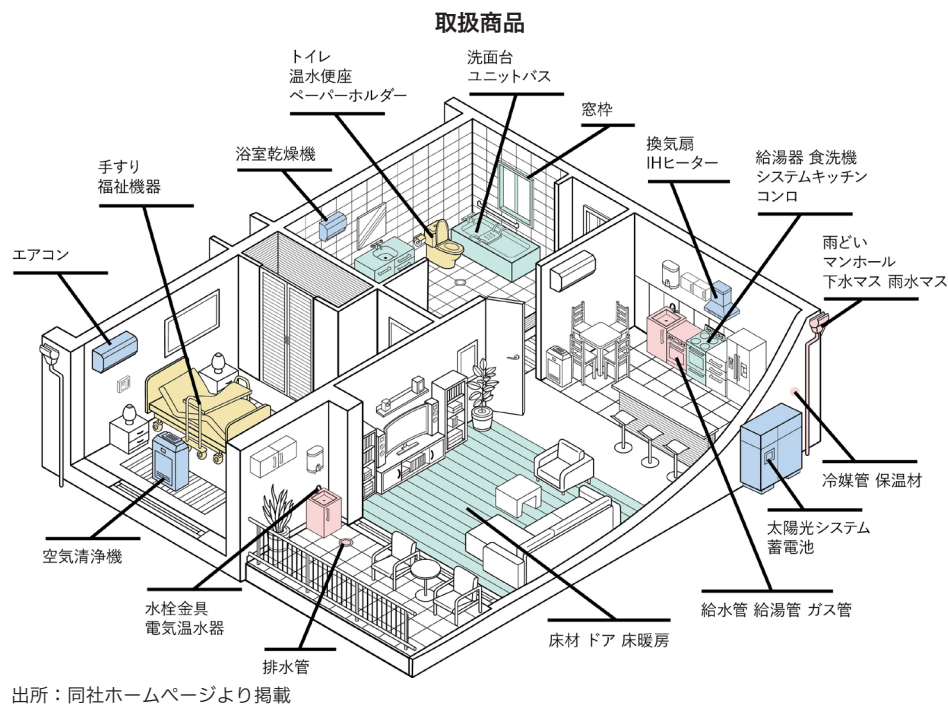 取扱商品
トイレ
温水便座
ペーパーホルダー
洗面台
ユニットバス
窓枠
換気扇
IHヒーター
給湯器 食洗機
システムキッチン
コンロ
浴室乾燥機
手すり
福祉機器
エアコン
雨どい
マンホール
下水マス 雨水マス
冷媒管 保温材
太陽光システム
蓄電池
空気清浄機
水栓金具
電気温水器
排水管
床材 ドア 床暖房
給水管 給湯管 ガス管
出所：同社ホームページより掲載